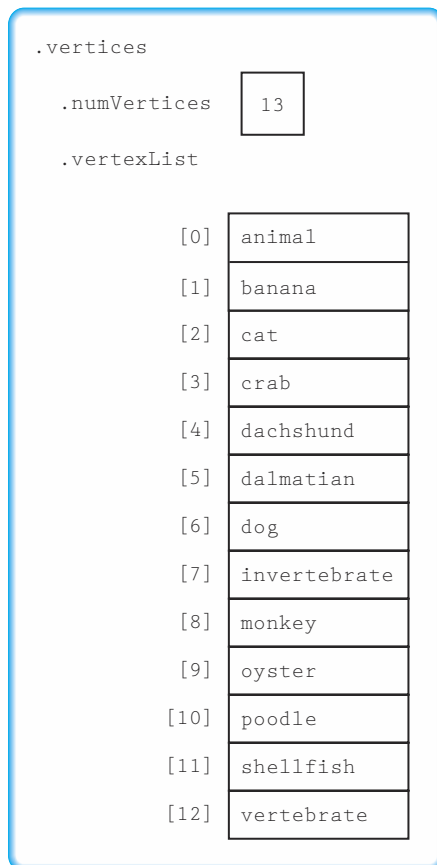 .vertices
.numVertices 13
.vertexList
[0] animal
[1] banana
[2] cat
[3] crab
[4] dachshund
[5] dalmatian
[6] dog
[7] invertebrate
[8] monkey
[9] oyster
[10] poodle
[11] shellfish
[12] vertebrate